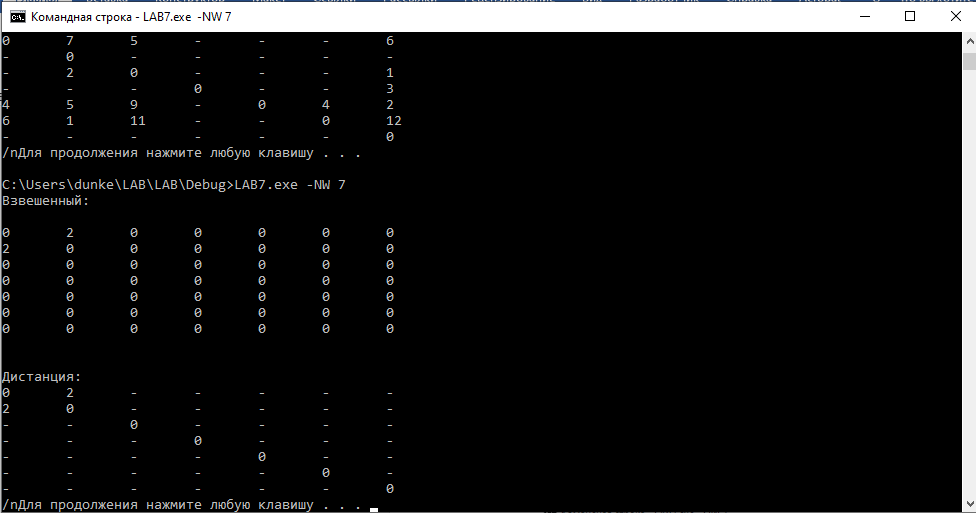 Командная строка - LAB7.exe -NW 7
0 7 5 - - - 6
- 0 - - - - -
- 2 0 - - - 1
- - - 0 - - 3
4 5 9 - 0 4 2
6 1 11 - - 0 12
- - - - - - 0
/nДля продолжения нажмите любую клавишу . . .
C:\Users\dunke\LAB\LAB\Debug>LAB7.exe -NW 7
Взвешенный:
0 2 0 0 0 0 0
2 0 0 0 0 0 0
0 0 0 0 0 0 0
0 0 0 0 0 0 0
0 0 0 0 0 0 0
0 0 0 0 0 0 0
0 0 0 0 0 0 0
Дистанция:
0 2 - - - - -
2 0 - - - - -
- - 0 - - - -
- - - 0 - - -
- - - - 0 - -
- - - - - 0 -
- - - - - - 0
/nДля продолжения нажмите любую клавишу . . .